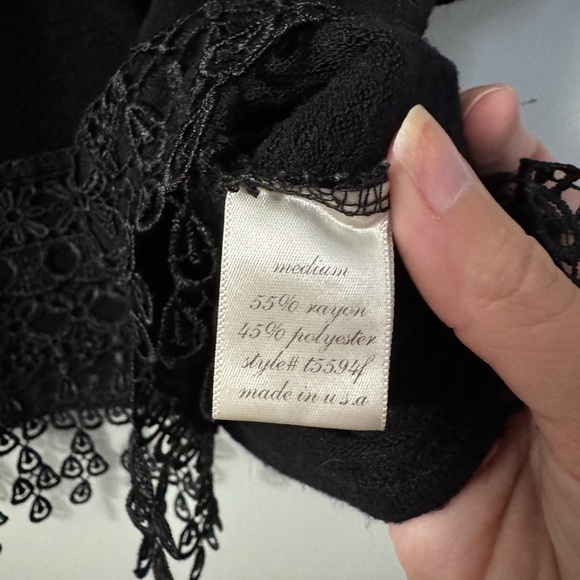 medium
55% rayon
45% polyester
style# t5594f
made in u.s.a